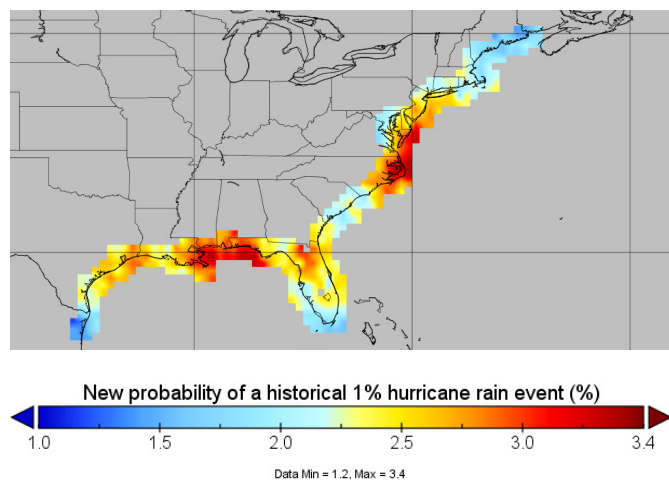 New probability of a historical 1% hurricane rain event (%)
1.0 1.5 2.0 2.5 3.0 3.4
Data Min = 1.2, Max = 3.4